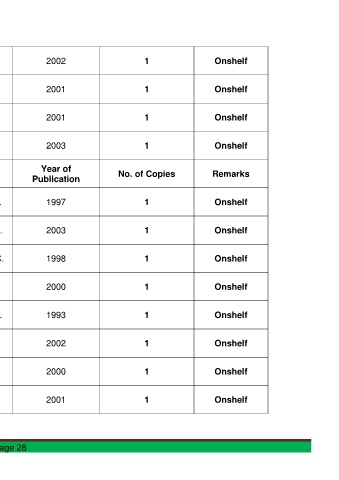 2002 1 Onshelf
2001 1 Onshelf
2001 1 Onshelf
2003 1 Onshelf
Year of Publication No. of Copies Remarks
. 1997 1 Onshelf
. 2003 1 Onshelf
. 1998 1 Onshelf
2000 1 Onshelf
. 1993 1 Onshelf
2002 1 Onshelf
2000 1 Onshelf
2001 1 Onshelf
age 28